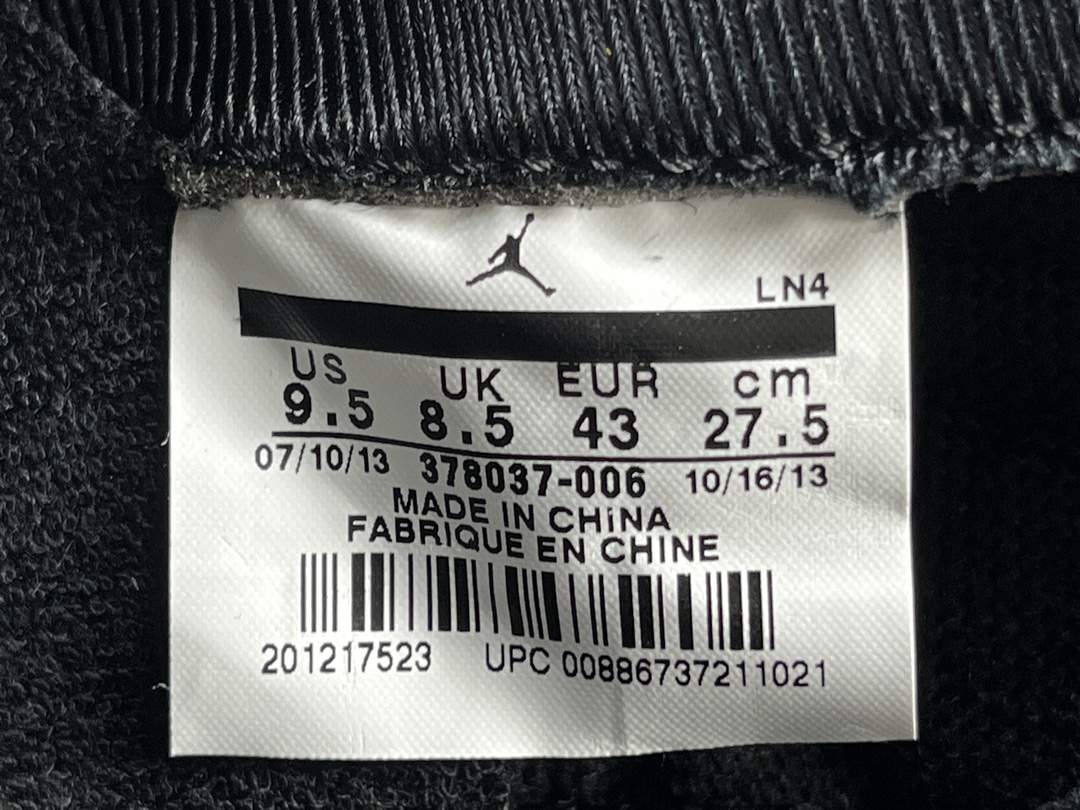 LN4
US UK EUR cm
9.5 8.5 43 27.5
07/10/13 378037-006 10/16/13
MADE IN CHiNA
FABRIQUE EN CHINE
201217523 UPC 00886737211021